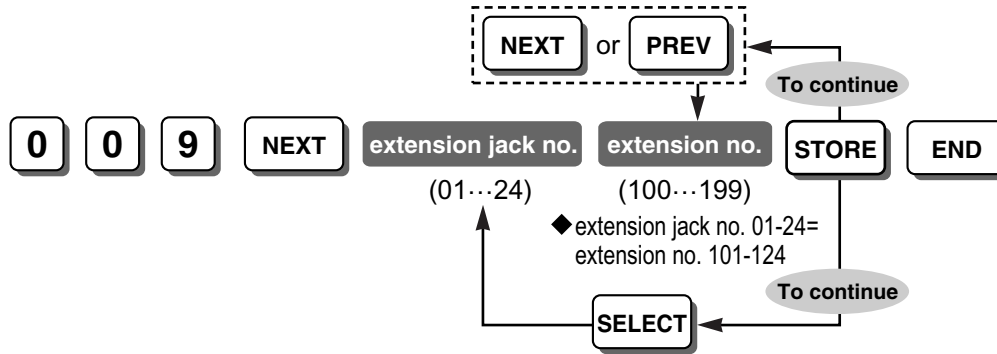 NEXT or PREV
To continue
0 0 9 NEXT extension jack no. extension no. STORE END
(01···24) (100···199)
◆ extension jack no. 01-24=
extension no. 101-124
To continue
SELECT